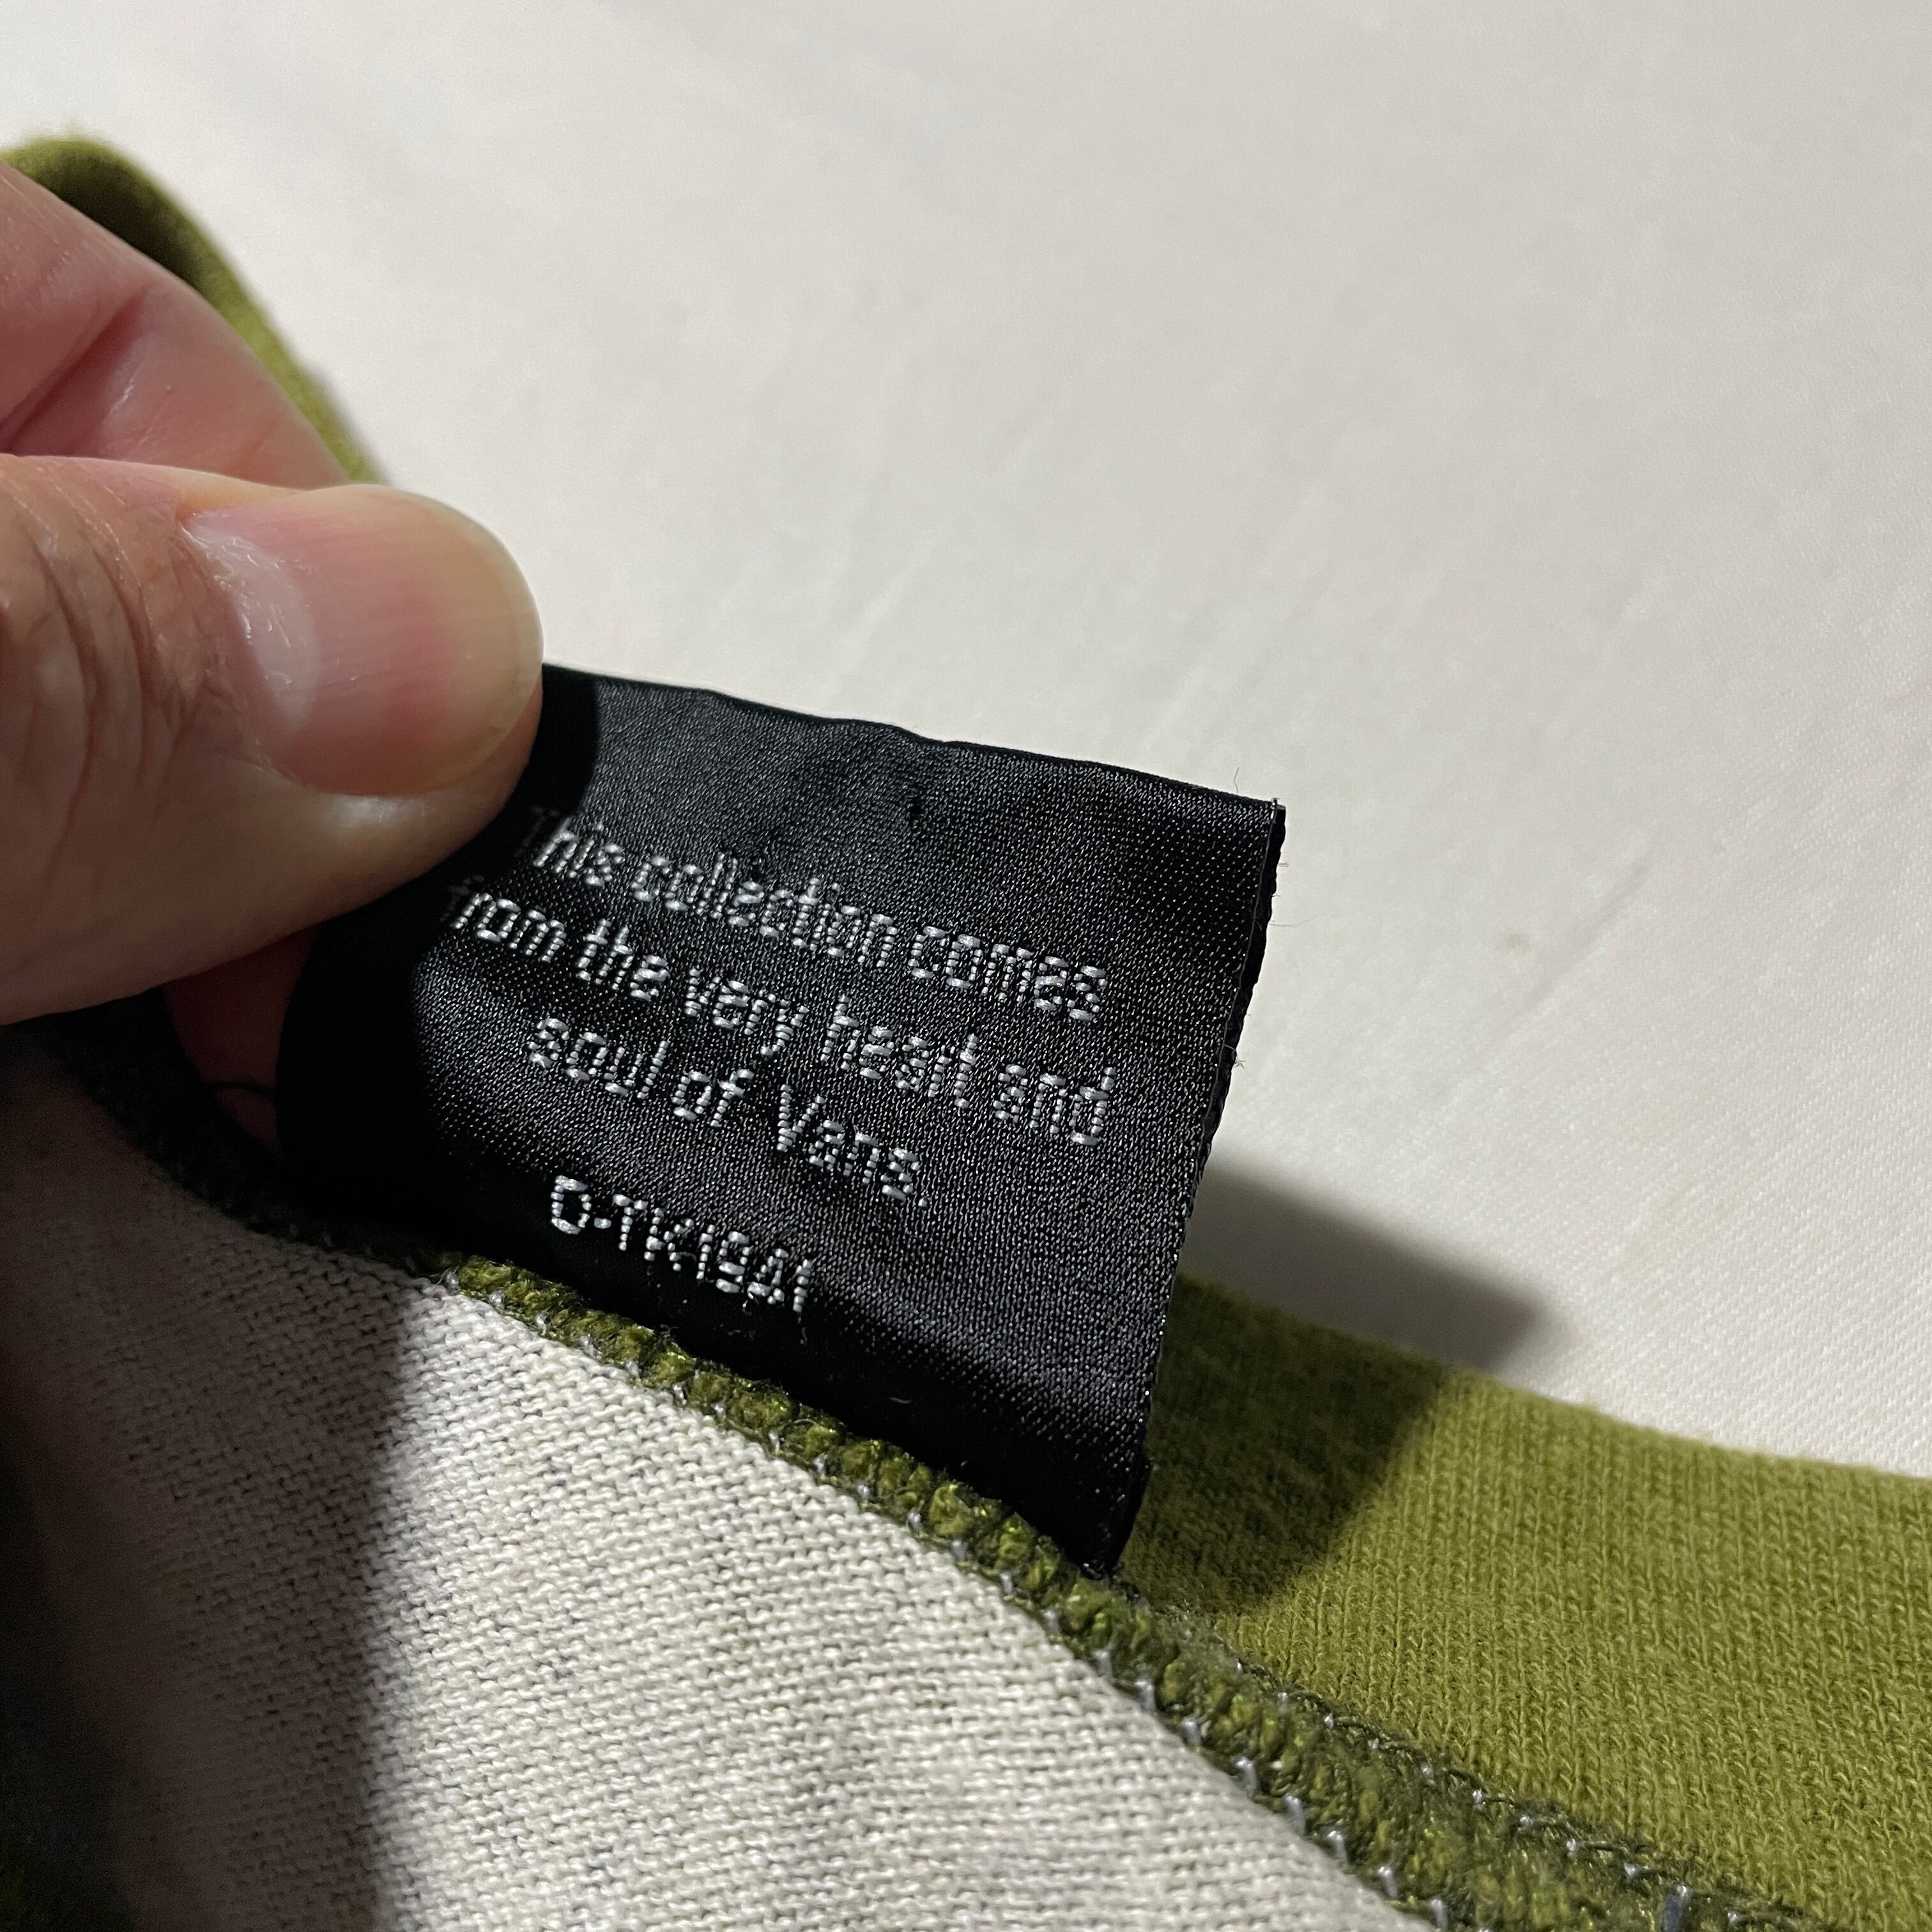 This collection comes
from the very heart and
soul of Vans.
D-TK1941